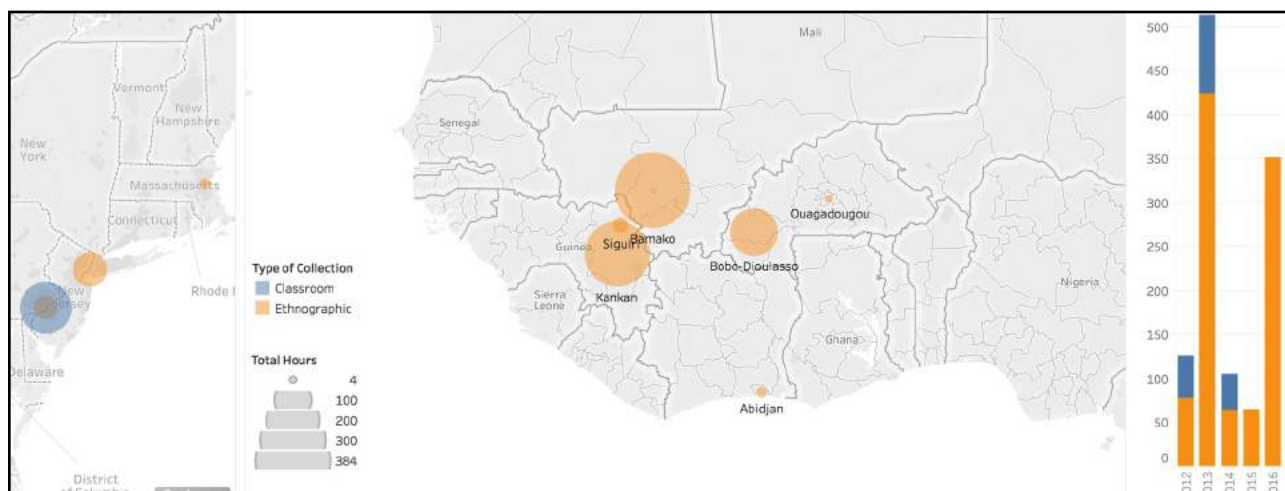 Vermont
New
Hampshire
New
York
Massachusetts
Connecticut
New
Jersey
Rhode I
Delaware
District
of Columbia
Type of Collection
Classroom
Ethnographic
Total Hours
4
100
200
300
384
Mali
Senegal
Ouagadougou
Siguiri
Bamako
Guinea
Bobo-Dioulasso
Kankan
Sierra
Leone
Nigeria
Ghana
Abidjan
500
450
400
350
300
250
200
150
100
50
0
012
013
014
015
016